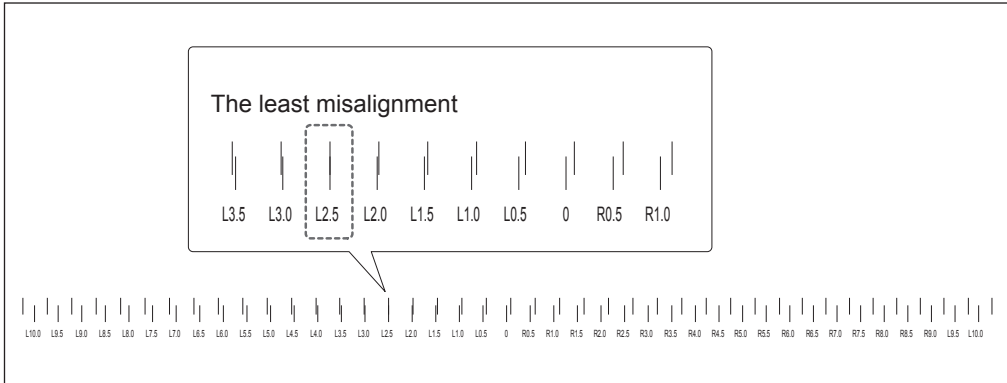 The least misalignment
L3.5 L3.0 L2.5 L2.0 L1.5 L1.0 L0.5 0 R0.5 R1.0
L10.0 L9.5 L9.0 L8.5 L8.0 L7.5 L7.0 L6.5 L6.0 L5.5 L5.0 L4.5 L4.0 L3.5 L3.0 L2.5 L2.0 L1.5 L1.0 L0.5 0 R0.5 R1.0 R1.5 R2.0 R2.5 R3.0 R3.5 R4.0 R4.5 R5.0 R5.5 R6.0 R6.5 R7.0 R7.5 R8.0 R8.5 R9.0 L9.5 L10.0